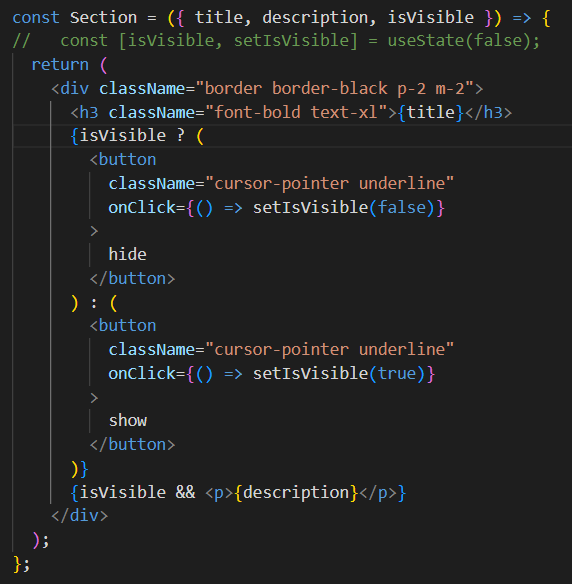 const Section = ({ title, description, isVisible }) => {
//   const [isVisible, setIsVisible] = useState(false);
  return (
    <div className="border border-black p-2 m-2">
      <h3 className="font-bold text-xl">{title}</h3>
      {isVisible ? (
        <button
          className="cursor-pointer underline"
          onClick={() => setIsVisible(false)}
        >
          hide
        </button>
      ) : (
        <button
          className="cursor-pointer underline"
          onClick={() => setIsVisible(true)}
        >
          show
        </button>
      )}
      {isVisible && <p>{description}</p>}
    </div>
  );
};